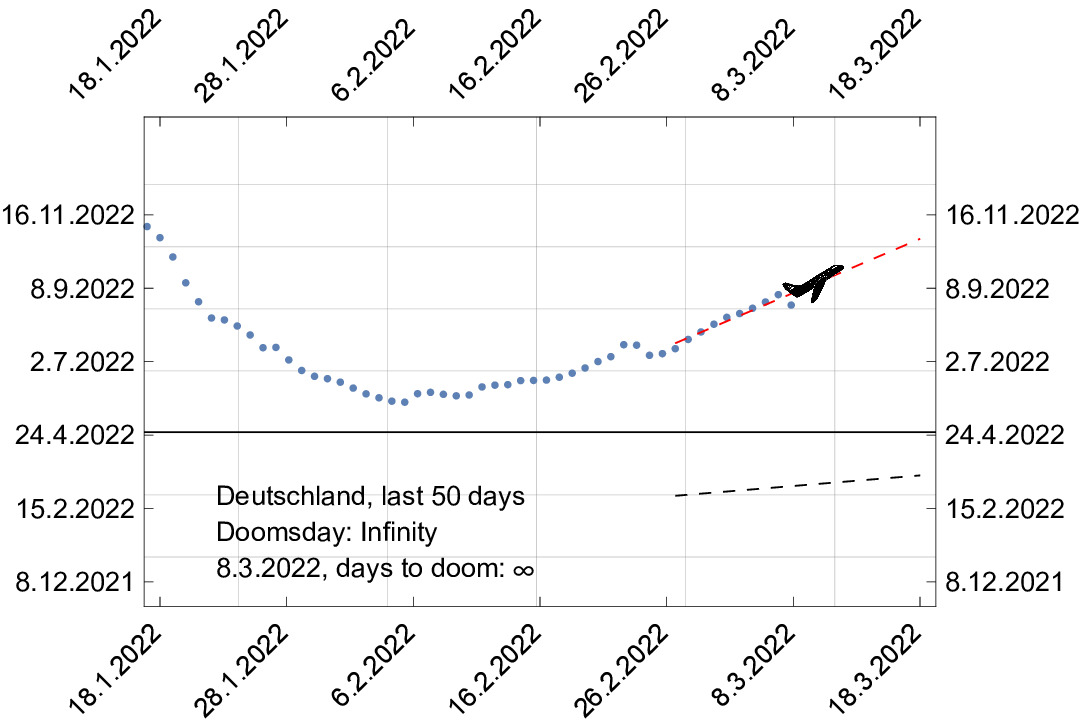 18.1.2022 28.1.2022 6.2.2022 16.2.2022 26.2.2022 8.3.2022 18.3.2022
16.11.2022 16.11.2022
8.9.2022 8.9.2022
2.7.2022 2.7.2022
24.4.2022 24.4.2022
Deutschland, last 50 days
15.2.2022 15.2.2022
Doomsday: Infinity
8.3.2022, days to doom: ∞
8.12.2021 8.12.2021
18.1.2022 28.1.2022 6.2.2022 16.2.2022 26.2.2022 8.3.2022 18.3.2022